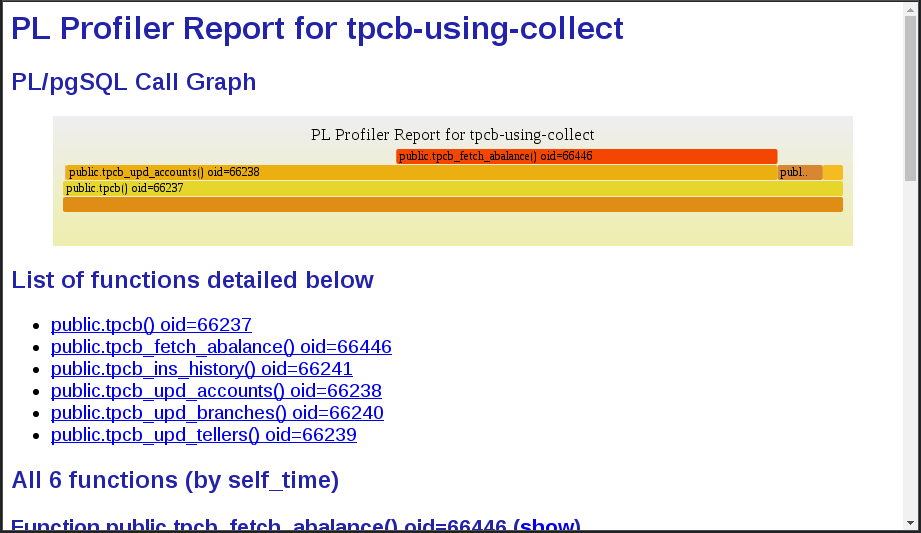 PL Profiler Report for tpcb-using-collect
PL/pgSQL Call Graph
PL Profiler Report for tpcb-using-collect
public.tpcb_fetch_abalance() oid=66446
public.tpcb_upd_accounts() oid=66238
publ..
public.tpcb() oid=66237
List of functions detailed below
public.tpcb() oid=66237
public.tpcb_fetch_abalance() oid=66446
public.tpcb_ins_history() oid=66241
public.tpcb_upd_accounts() oid=66238
public.tpcb_upd_branches() oid=66240
public.tpcb_upd_tellers() oid=66239
All 6 functions (by self_time)
Function public.tpcb_fetch_abalance() oid=66446 (show)